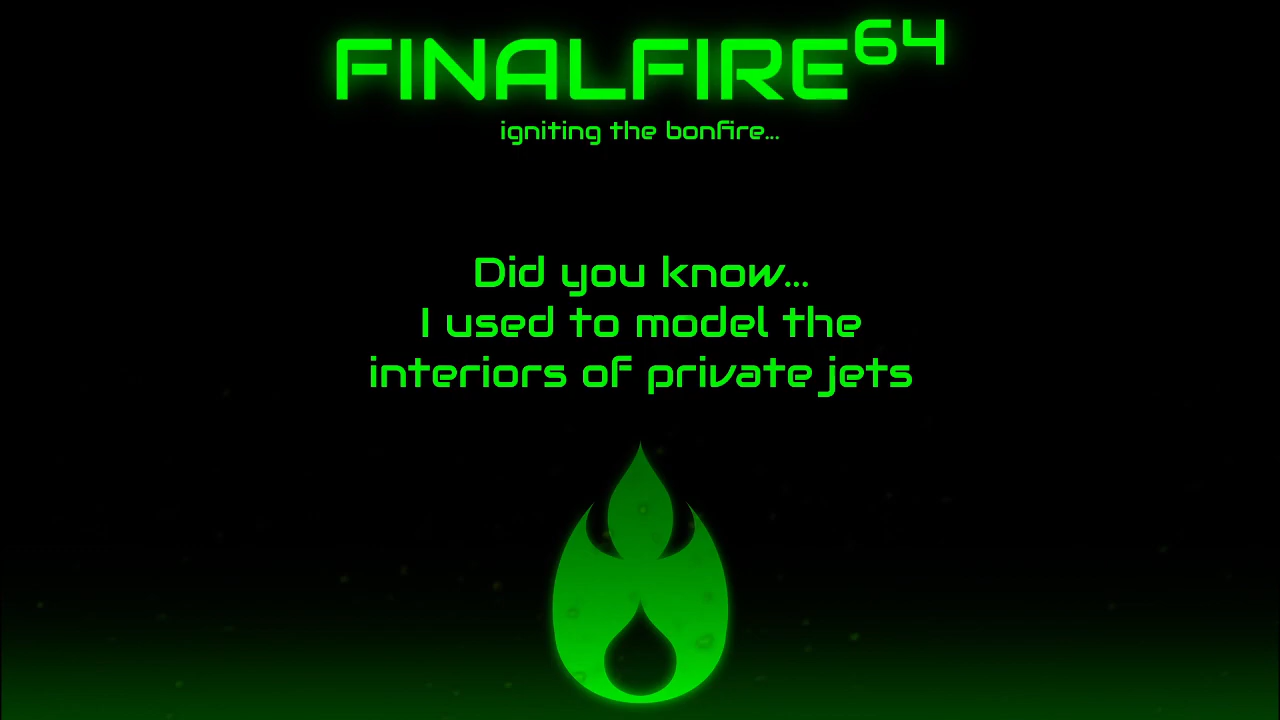 FINALFIRE64
igniting the bonfire...
Did you know...
I used to model the
interiors of private jets